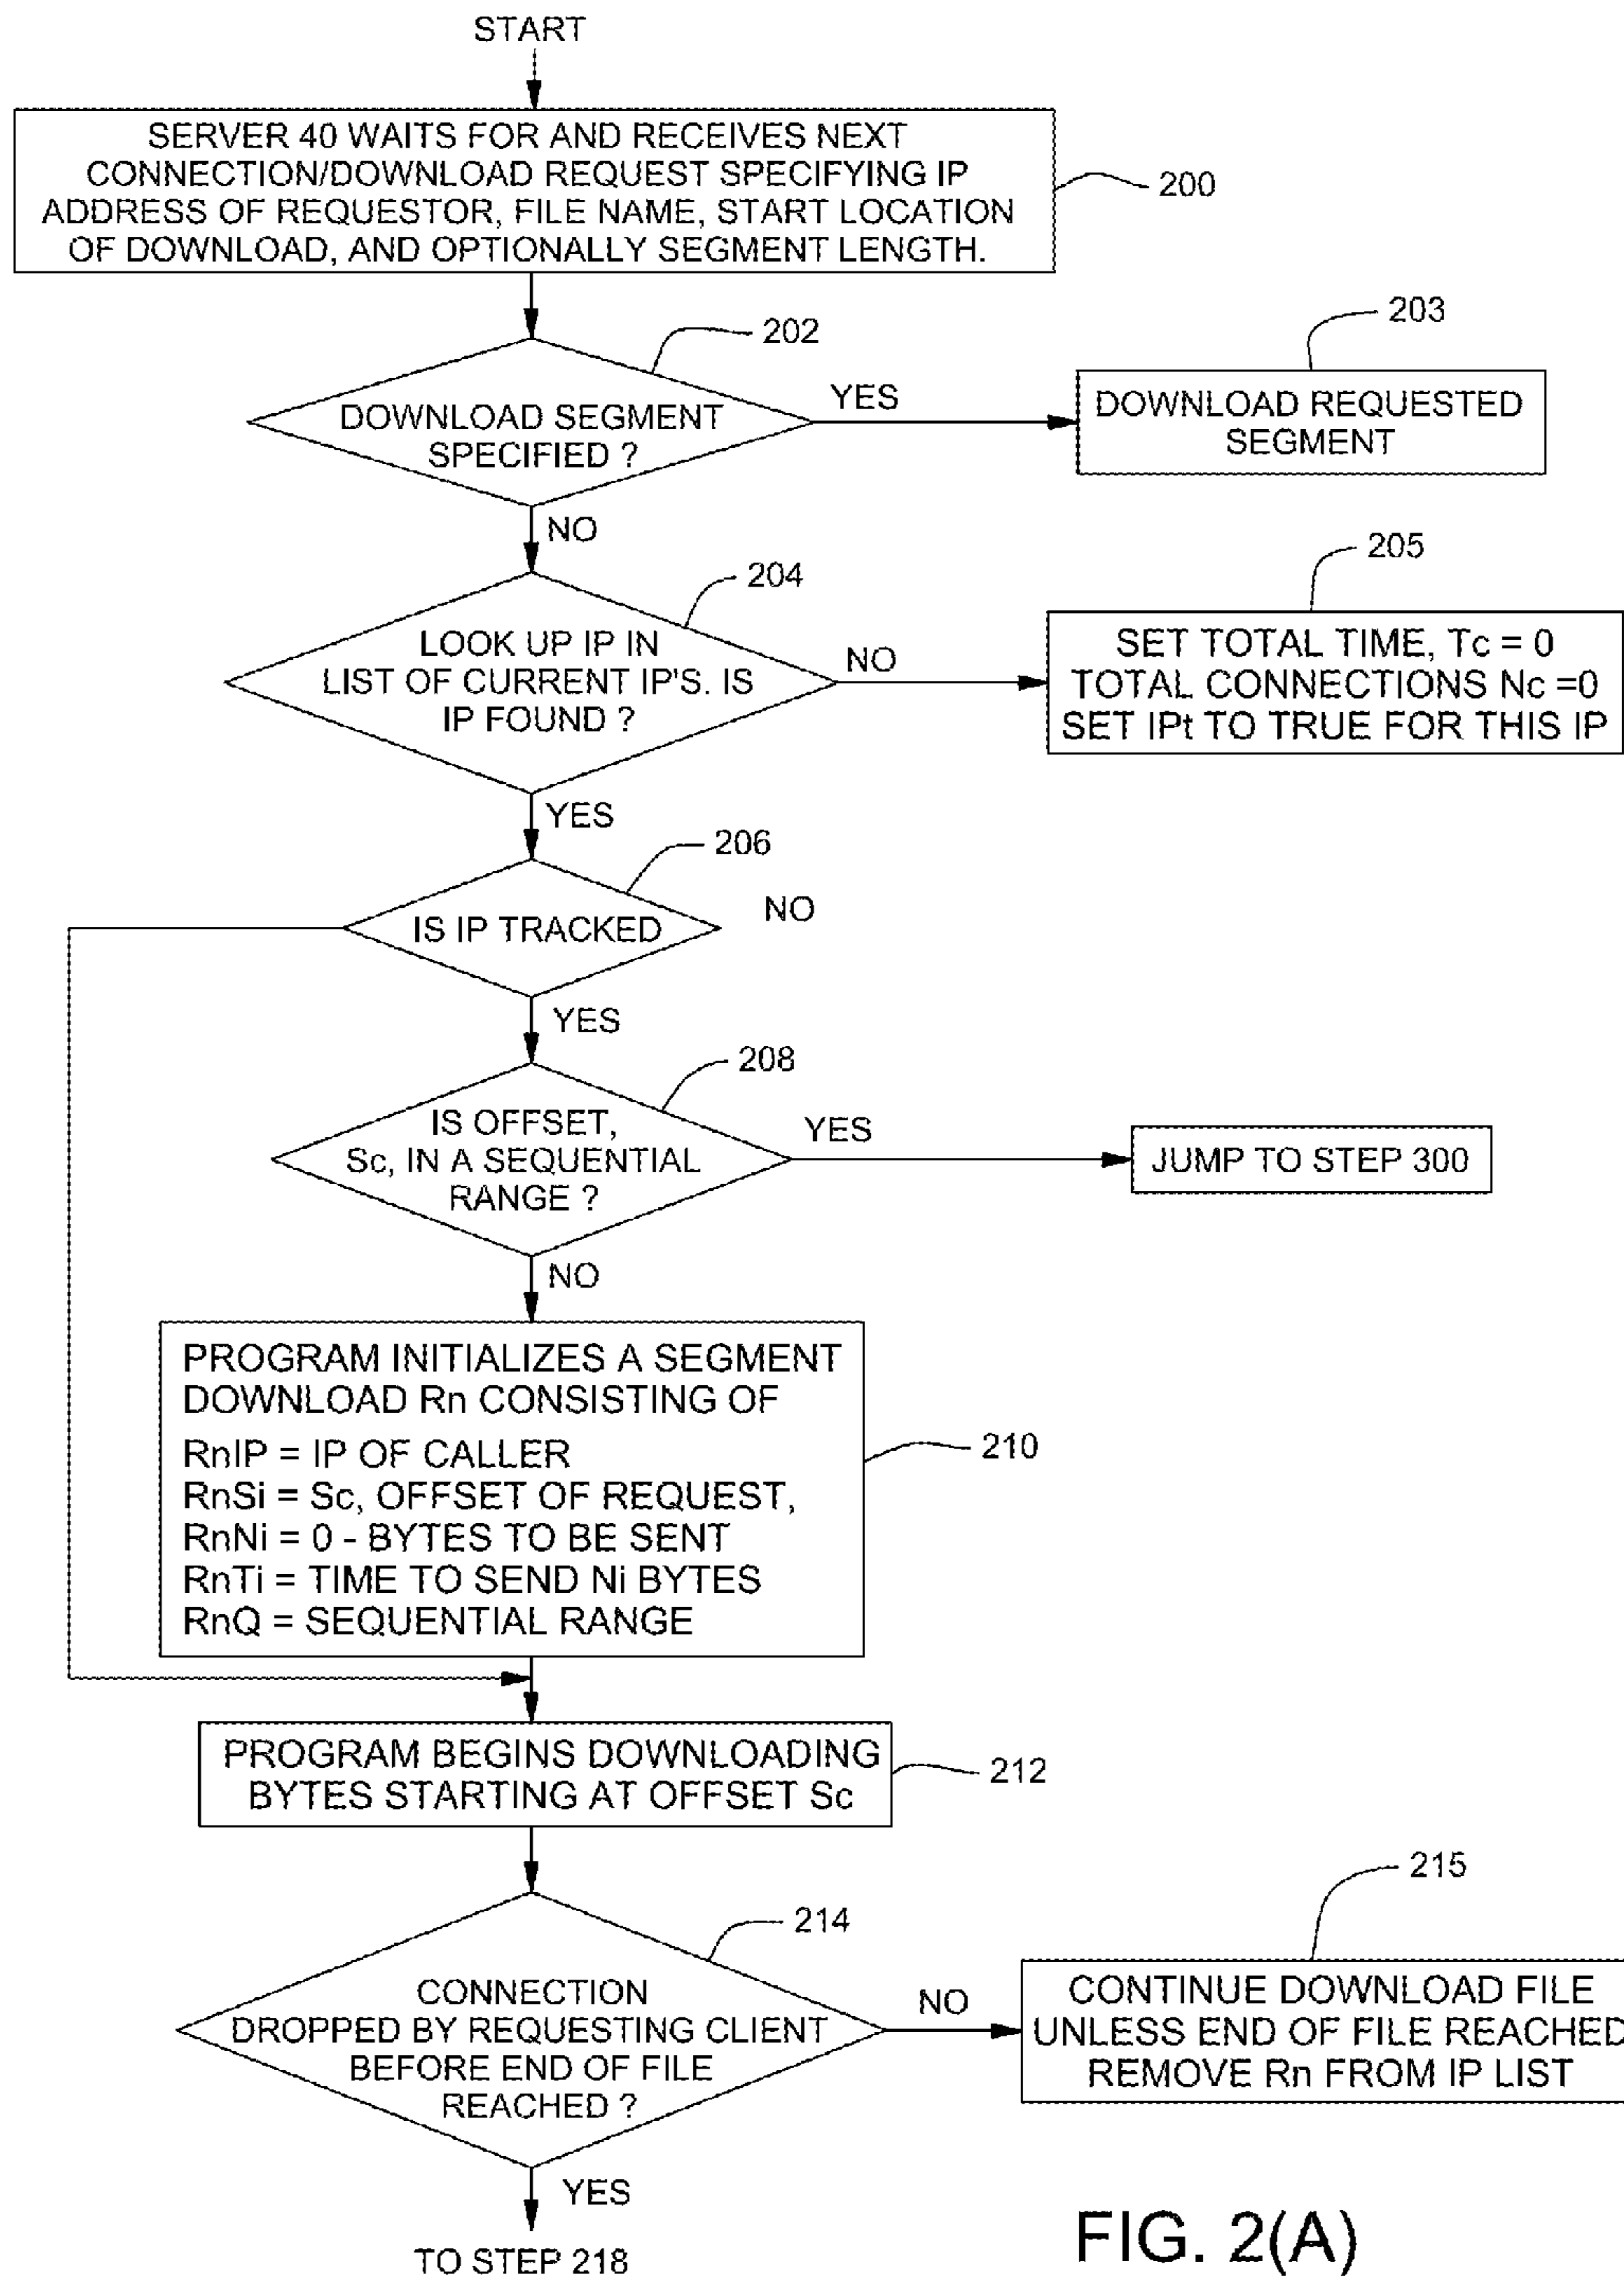 START
SERVER 40 WAITS FOR AND RECEIVES NEXT
CONNECTION/DOWNLOAD REQUEST SPECIFYING IP
ADDRESS OF REQUESTOR, FILE NAME, START LOCATION
OF DOWNLOAD, AND OPTIONALLY SEGMENT LENGTH.
200
202
DOWNLOAD SEGMENT
SPECIFIED ?
YES
203
DOWNLOAD REQUESTED
SEGMENT
NO
204
LOOK UP IP IN
LIST OF CURRENT IP'S. IS
IP FOUND ?
NO
205
SET TOTAL TIME, Tc = 0
TOTAL CONNECTIONS Nc =0
SET IPt TO TRUE FOR THIS IP
YES
206
IS IP TRACKED
NO
YES
208
IS OFFSET,
Sc, IN A SEQUENTIAL
RANGE ?
YES
JUMP TO STEP 300
NO
PROGRAM INITIALIZES A SEGMENT
DOWNLOAD Rn CONSISTING OF
RnIP = IP OF CALLER
RnSi = Sc, OFFSET OF REQUEST,
RnNi = 0 - BYTES TO BE SENT
RnTi = TIME TO SEND Ni BYTES
RnQ = SEQUENTIAL RANGE
210
PROGRAM BEGINS DOWNLOADING
BYTES STARTING AT OFFSET Sc
212
214
CONNECTION
DROPPED BY REQUESTING CLIENT
BEFORE END OF FILE
REACHED ?
NO
215
CONTINUE DOWNLOAD FILE
UNLESS END OF FILE REACHED
REMOVE Rn FROM IP LIST
YES
TO STEP 218
FIG. 2(A)